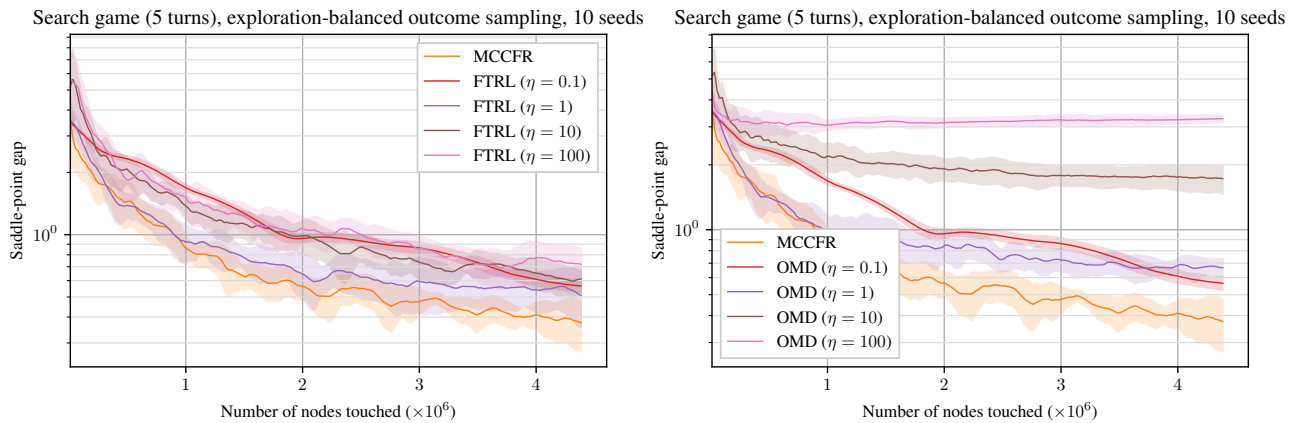 Search game (5 turns), exploration-balanced outcome sampling, 10 seeds
Saddle-point gap
10⁰
MCCFR
FTRL (η = 0.1)
FTRL (η = 1)
FTRL (η = 10)
FTRL (η = 100)
1 2 3 4
Number of nodes touched (×10⁶)
Search game (5 turns), exploration-balanced outcome sampling, 10 seeds
Saddle-point gap
10⁰
MCCFR
OMD (η = 0.1)
OMD (η = 1)
OMD (η = 10)
OMD (η = 100)
1 2 3 4
Number of nodes touched (×10⁶)